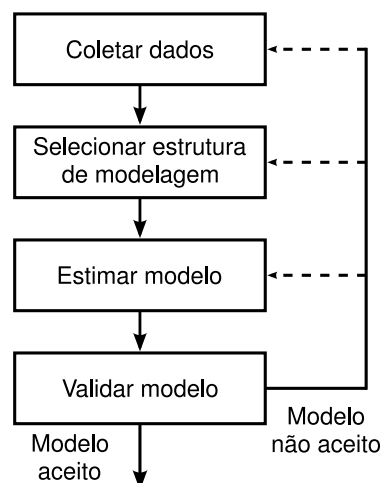 Coletar dados
Selecionar estrutura
de modelagem
Estimar modelo
Validar modelo
Modelo
aceito
Modelo
não aceito